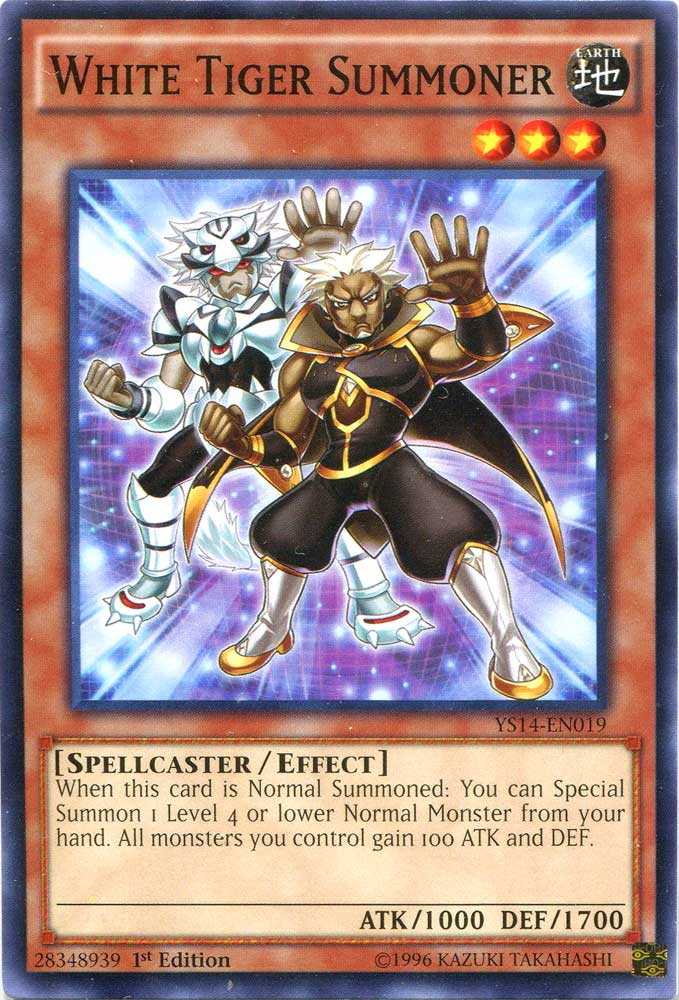 WHITE TIGER SUMMONER
EARTH
地
YS14-EN019
[SPELLCASTER / EFFECT]
When this card is Normal Summoned: You can Special
Summon 1 Level 4 or lower Normal Monster from your
hand. All monsters you control gain 100 ATK and DEF.
ATK/1000 DEF/1700
28348939 1st Edition ©1996 KAZUKI TAKAHASHI